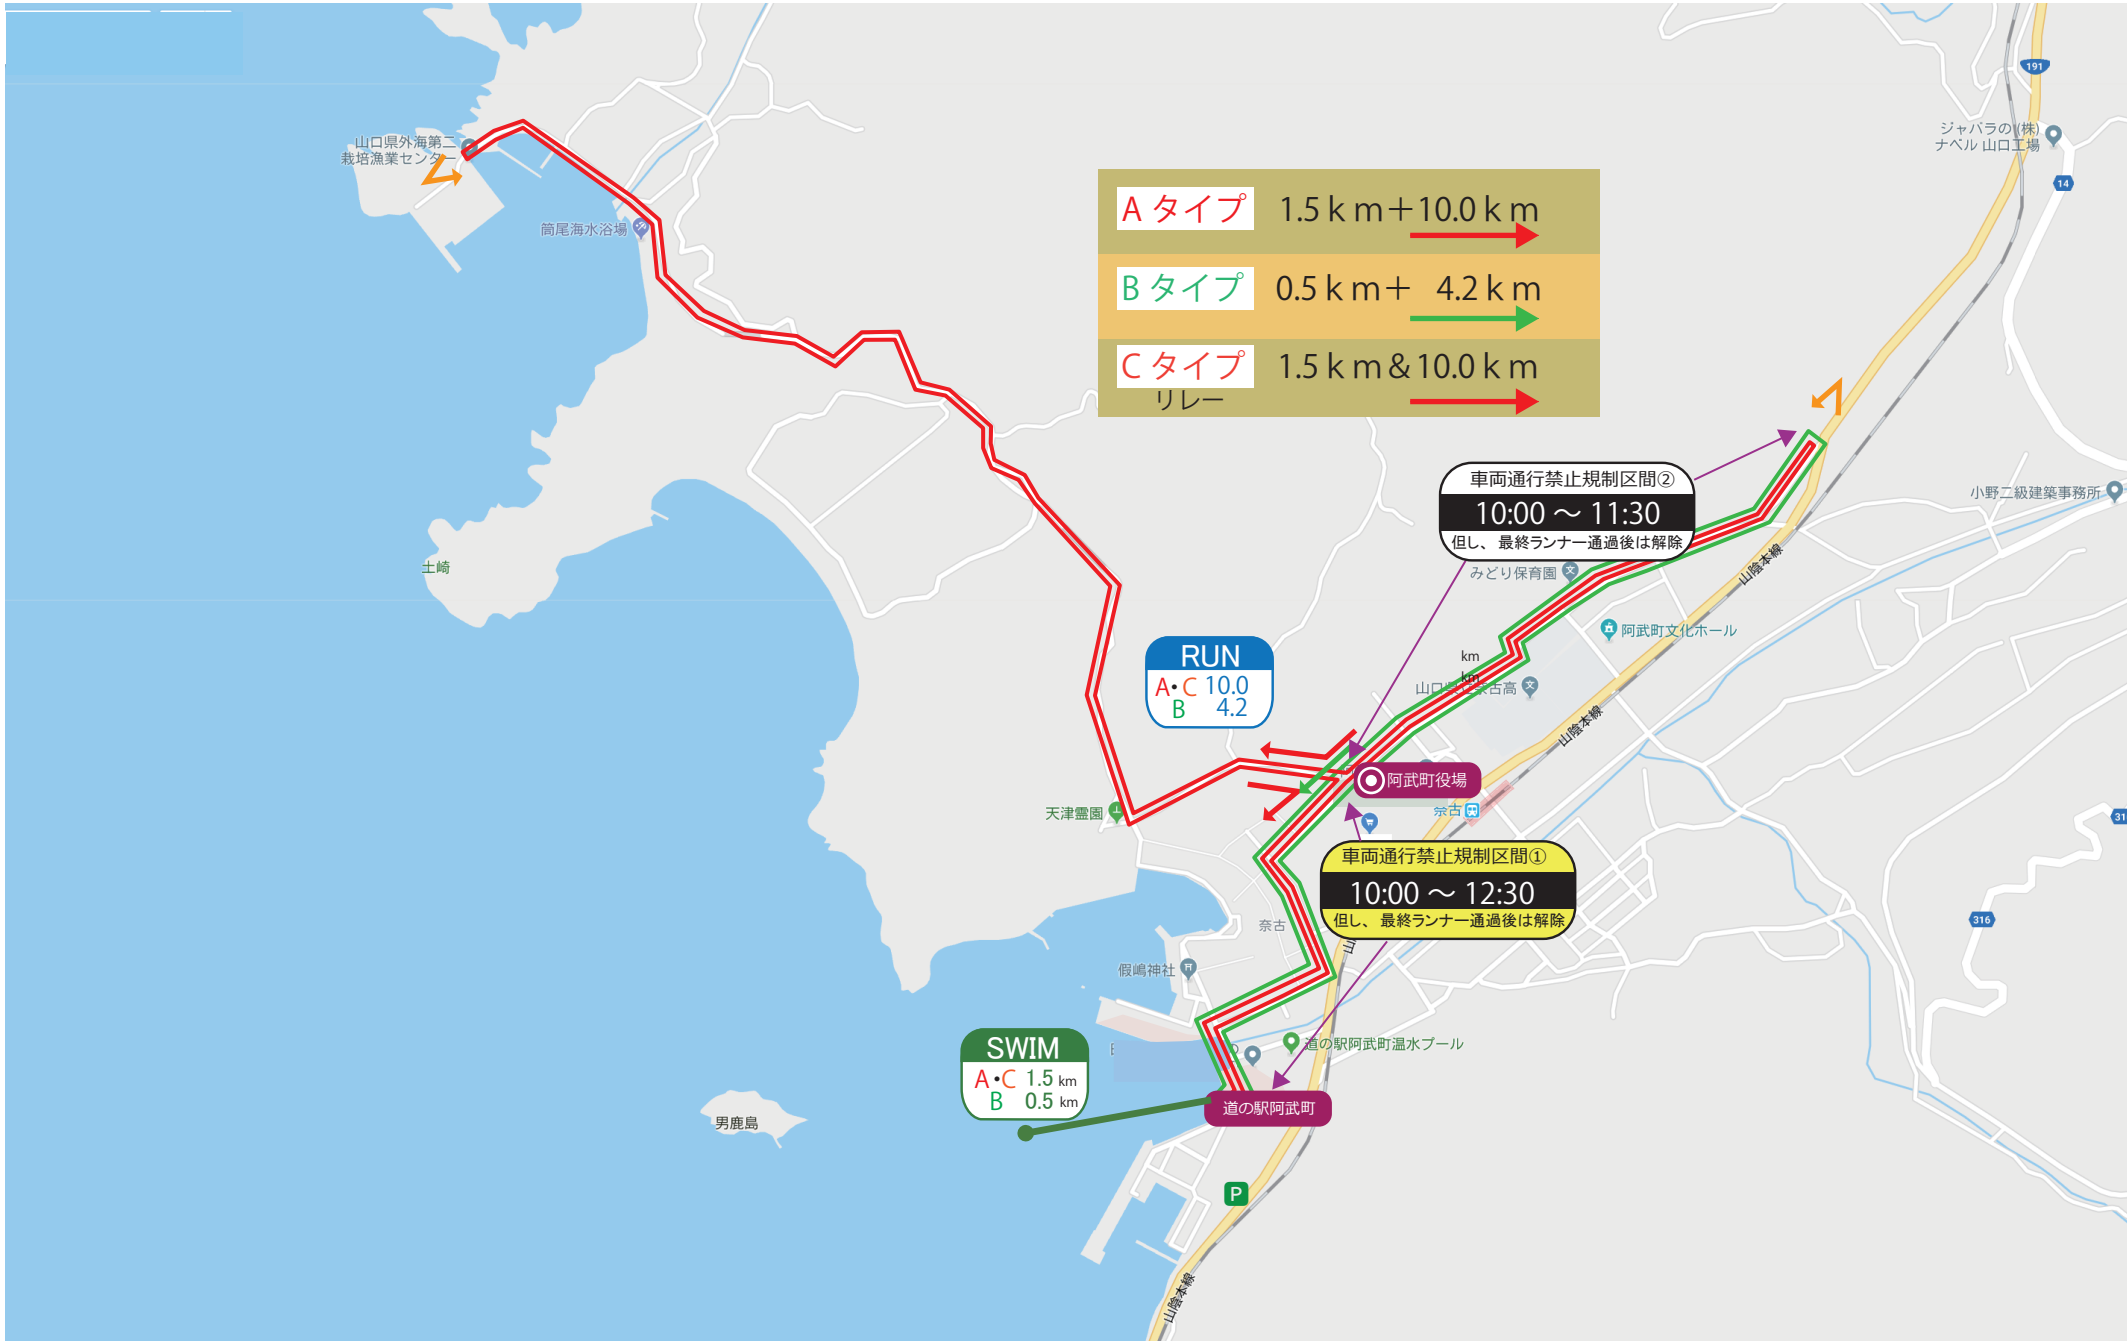 191
山口県外海第二
栽培漁業センター
ジャパラの(株)
ナベル 山口工場
14
筒尾海水浴場
A タイプ 1.5ｋｍ＋10.0ｋｍ
B タイプ 0.5ｋｍ＋ 4.2ｋｍ
C タイプ 1.5ｋｍ＆10.0ｋｍ
リレー
車両通行禁止規制区間②
10:00 ～ 11:30
但し、最終ランナー通過後は解除
小野二級建築事務所
土崎
みどり保育園
山陰本線
阿武町文化ホール
RUN
A・C 10.0
B 4.2
km
km
古高
山陰本線
阿武町役場
奈古
天津霊園
316
車両通行禁止規制区間①
10:00 ～ 12:30
但し、最終ランナー通過後は解除
奈古
假嶋神社
SWIM
A・C 1.5 km
B 0.5 km
道の駅阿武町温水プール
道の駅阿武町
男鹿島
P
山陰本線